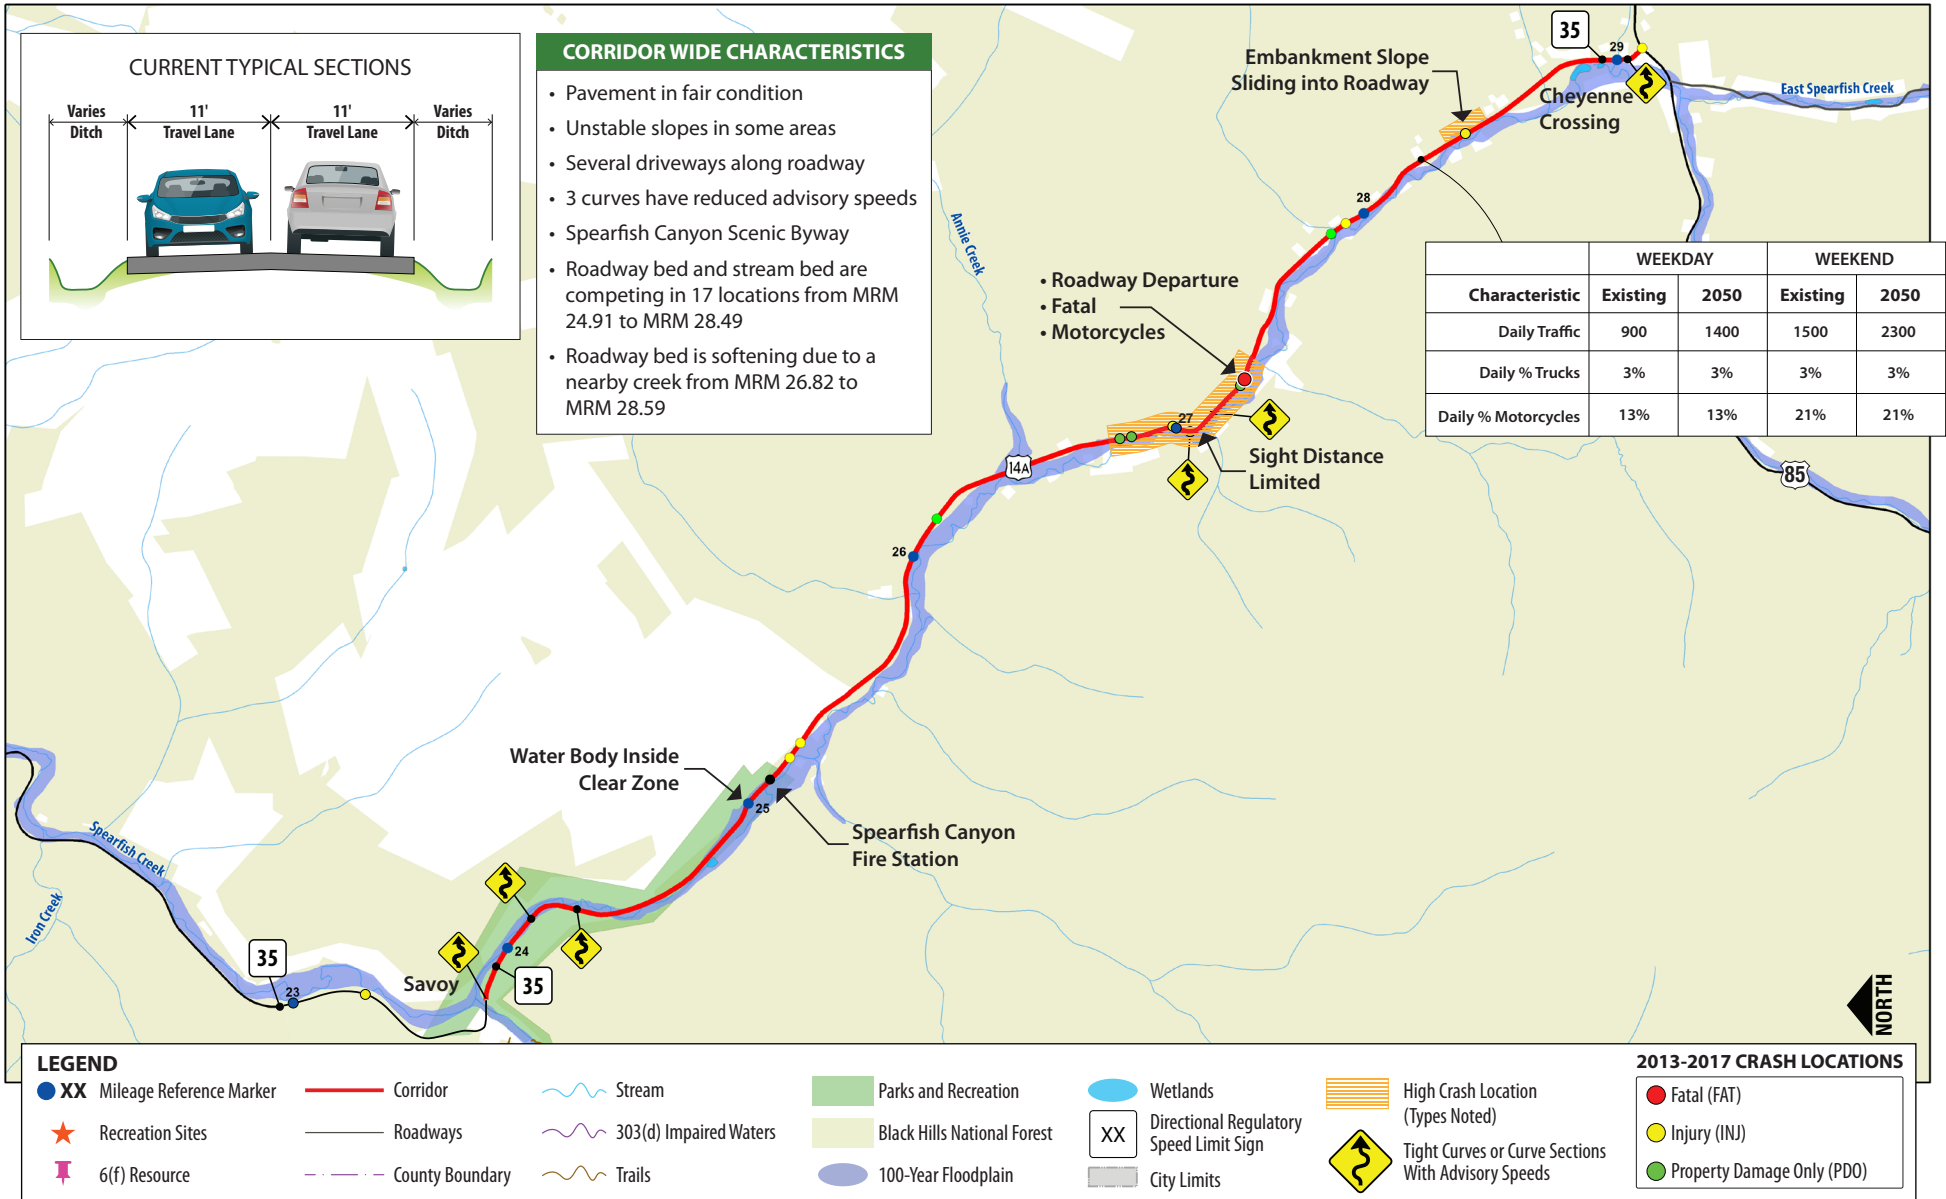 CURRENT TYPICAL SECTIONS
Varies
11'
11'
Varies
Ditch
Travel Lane
Travel Lane
Ditch
CORRIDOR WIDE CHARACTERISTICS
• Pavement in fair condition
• Unstable slopes in some areas
• Several driveways along roadway
• 3 curves have reduced advisory speeds
• Spearfish Canyon Scenic Byway
• Roadway bed and stream bed are
competing in 17 locations from MRM
24.91 to MRM 28.49
• Roadway bed is softening due to a
nearby creek from MRM 26.82 to
MRM 28.59
35
29
Embankment Slope
Sliding into Roadway
Cheyenne
Crossing
East Spearfish Creek
28
Annie Creek
• Roadway Departure
• Fatal
• Motorcycles
WEEKDAY WEEKEND
Characteristic Existing 2050 Existing 2050
Daily Traffic 900 1400 1500 2300
Daily % Trucks 3% 3% 3% 3%
Daily % Motorcycles 13% 13% 21% 21%
27
Sight Distance
Limited
14A
85
26
Water Body Inside
Clear Zone
25
Spearfish Canyon
Fire Station
Spearfish Creek
Iron Creek
24
35
23
Savoy
35
NORTH
LEGEND
XX Mileage Reference Marker
Recreation Sites
6(f) Resource
Corridor
Roadways
County Boundary
Stream
303(d) Impaired Waters
Trails
Parks and Recreation
Black Hills National Forest
100-Year Floodplain
Wetlands
XX
Directional Regulatory
Speed Limit Sign
City Limits
High Crash Location
(Types Noted)
Tight Curves or Curve Sections
With Advisory Speeds
2013-2017 CRASH LOCATIONS
Fatal (FAT)
Injury (INJ)
Property Damage Only (PDO)